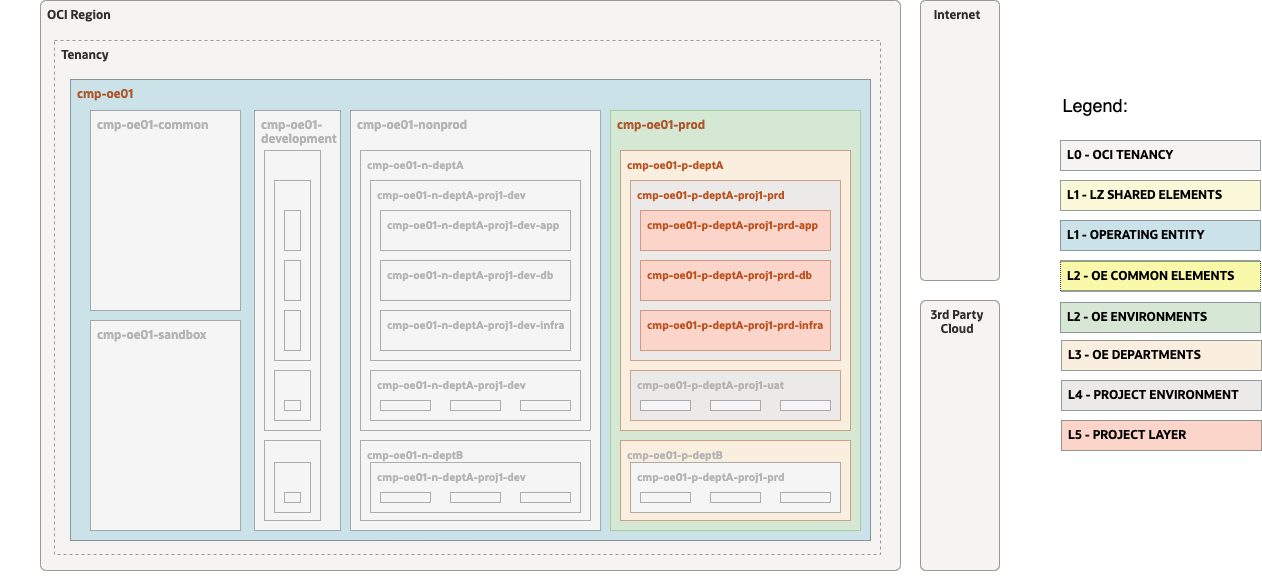 OCI Region
Tenancy
cmp-oe01
cmp-oe01-common
cmp-oe01-sandbox
cmp-oe01-
development
cmp-oe01-nonprod
cmp-oe01-n-deptA
cmp-oe01-n-deptA-proj1-dev
cmp-oe01-n-deptA-proj1-dev-app
cmp-oe01-n-deptA-proj1-dev-db
cmp-oe01-n-deptA-proj1-dev-infra
cmp-oe01-n-deptA-proj1-dev
cmp-oe01-n-deptB
cmp-oe01-n-deptA-proj1-dev
cmp-oe01-prod
cmp-oe01-p-deptA
cmp-oe01-p-deptA-proj1-prd
cmp-oe01-p-deptA-proj1-prd-app
cmp-oe01-p-deptA-proj1-prd-db
cmp-oe01-p-deptA-proj1-prd-infra
cmp-oe01-p-deptA-proj1-uat
cmp-oe01-p-deptB
cmp-oe01-p-deptA-proj1-prd
Internet
3rd Party
Cloud
Legend:
L0 - OCI TENANCY
L1 - LZ SHARED ELEMENTS
L1 - OPERATING ENTITY
L2 - OE COMMON ELEMENTS
L2 - OE ENVIRONMENTS
L3 - OE DEPARTMENTS
L4 - PROJECT ENVIRONMENT
L5 - PROJECT LAYER